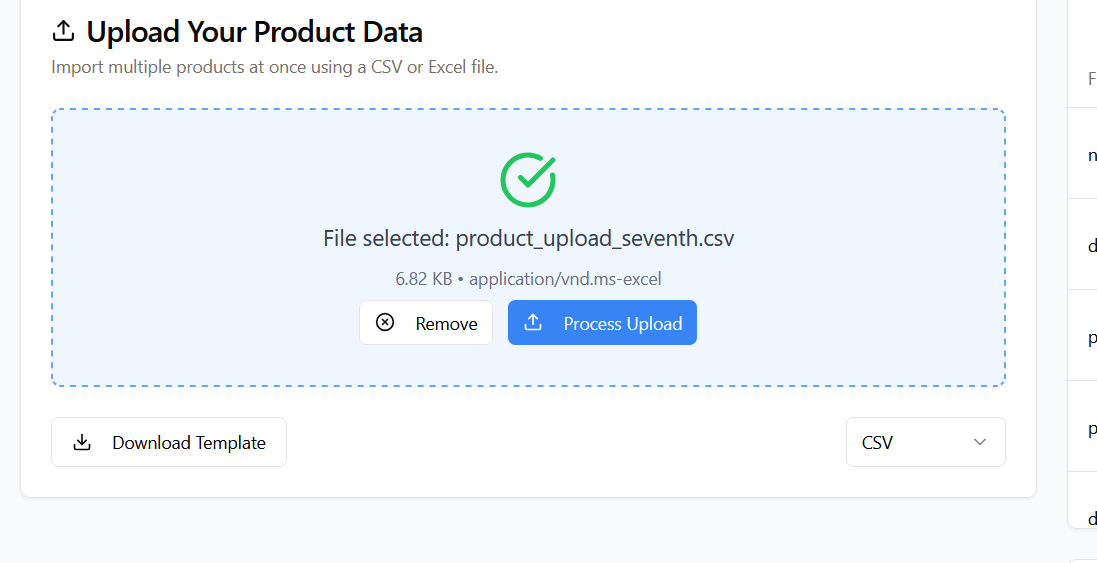 Upload Your Product Data
Import multiple products at once using a CSV or Excel file.
File selected: product_upload_seventh.csv
6.82 KB • application/vnd.ms-excel
Remove
Process Upload
Download Template
CSV